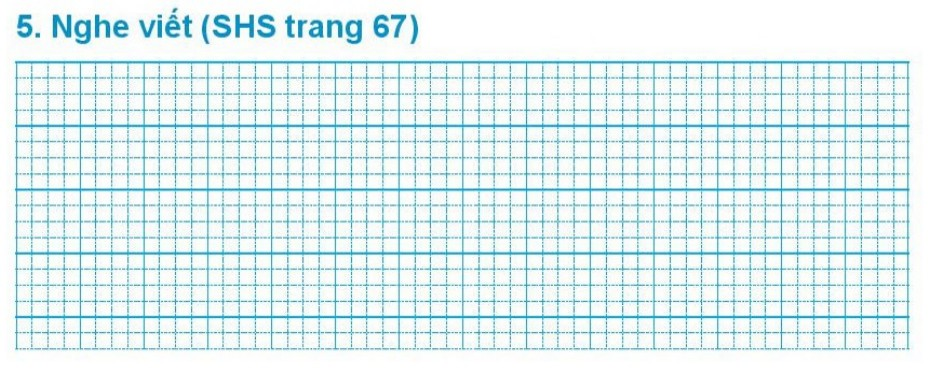 5. Nghe viết (SHS trang 67)